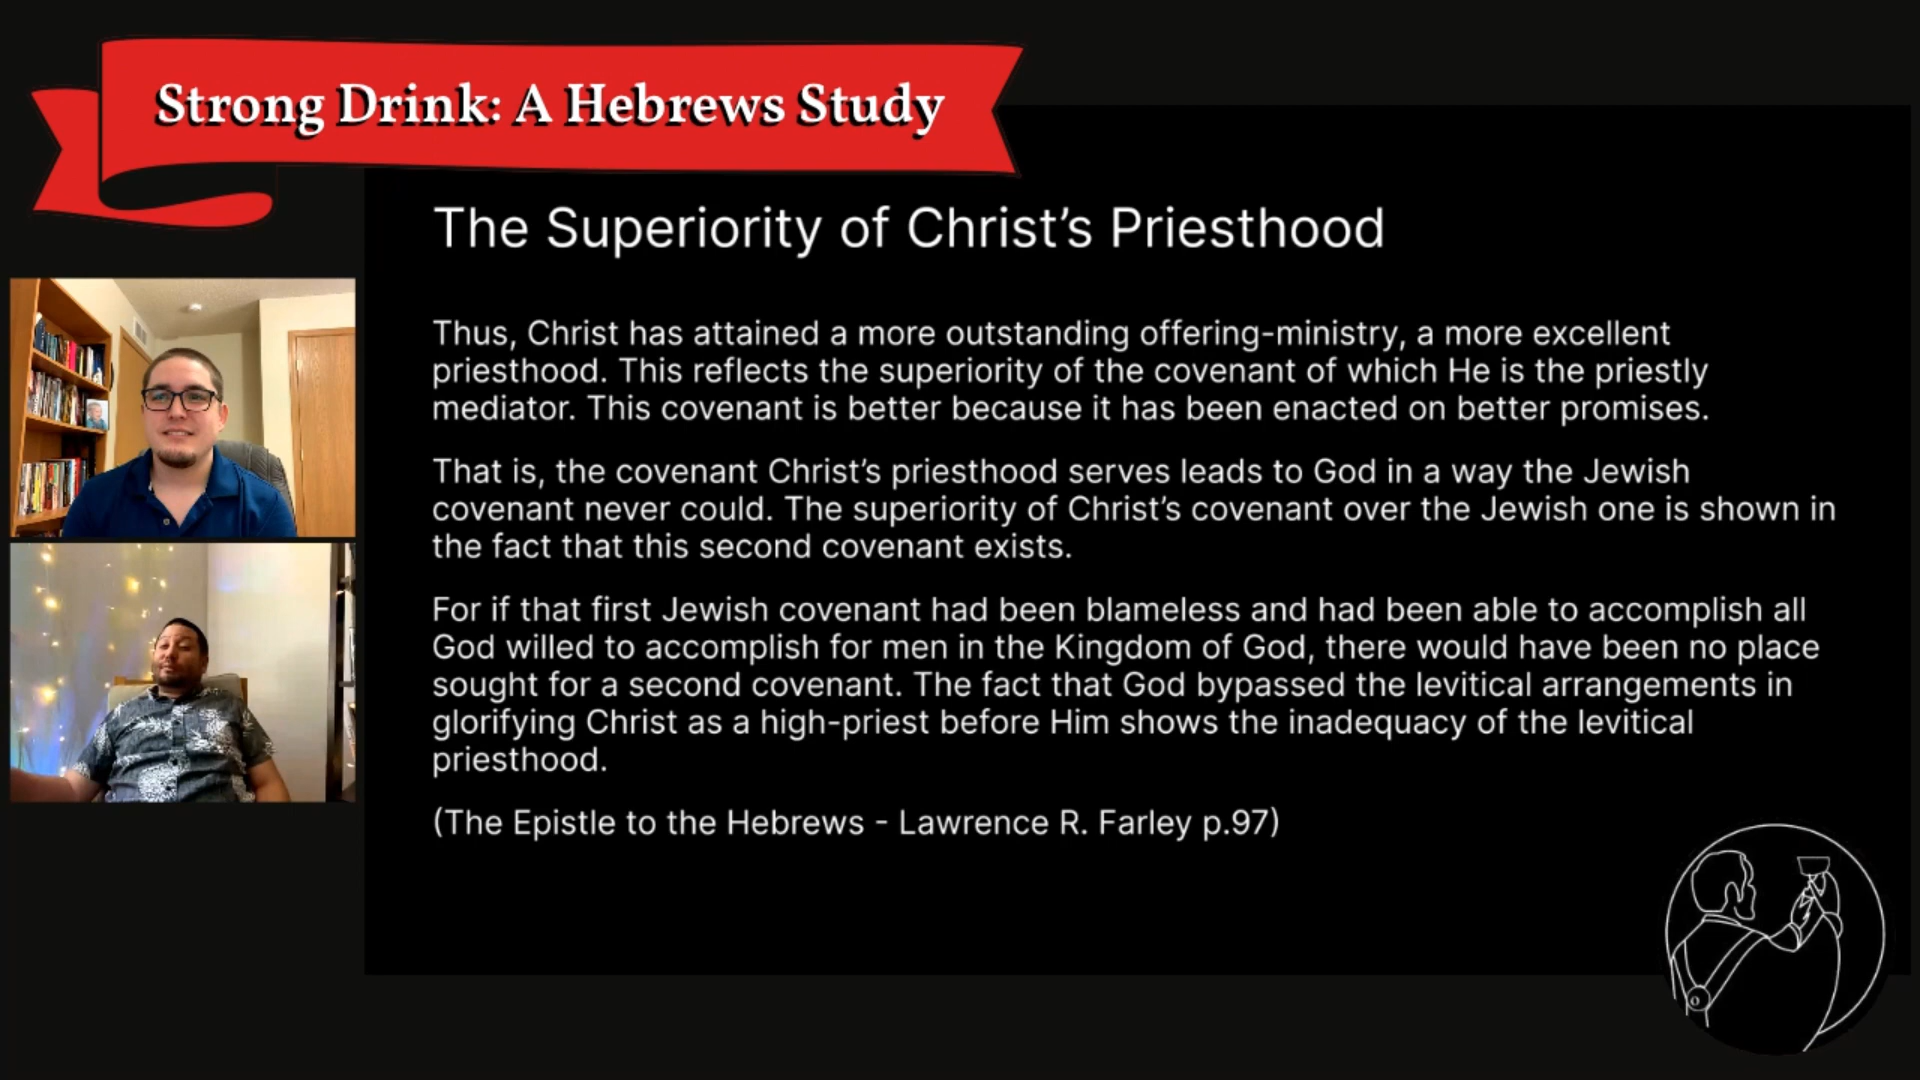 Strong Drink: A Hebrews Study
The Superiority of Christ’s Priesthood
Thus, Christ has attained a more outstanding offering-ministry, a more excellent
priesthood. This reflects the superiority of the covenant of which He is the priestly
mediator. This covenant is better because it has been enacted on better promises.
That is, the covenant Christ’s priesthood serves leads to God in a way the Jewish
covenant never could. The superiority of Christ’s covenant over the Jewish one is shown in
the fact that this second covenant exists.
For if that first Jewish covenant had been blameless and had been able to accomplish all
God willed to accomplish for men in the Kingdom of God, there would have been no place
sought for a second covenant. The fact that God bypassed the levitical arrangements in
glorifying Christ as a high-priest before Him shows the inadequacy of the levitical
priesthood.
(The Epistle to the Hebrews - Lawrence R. Farley p.97)